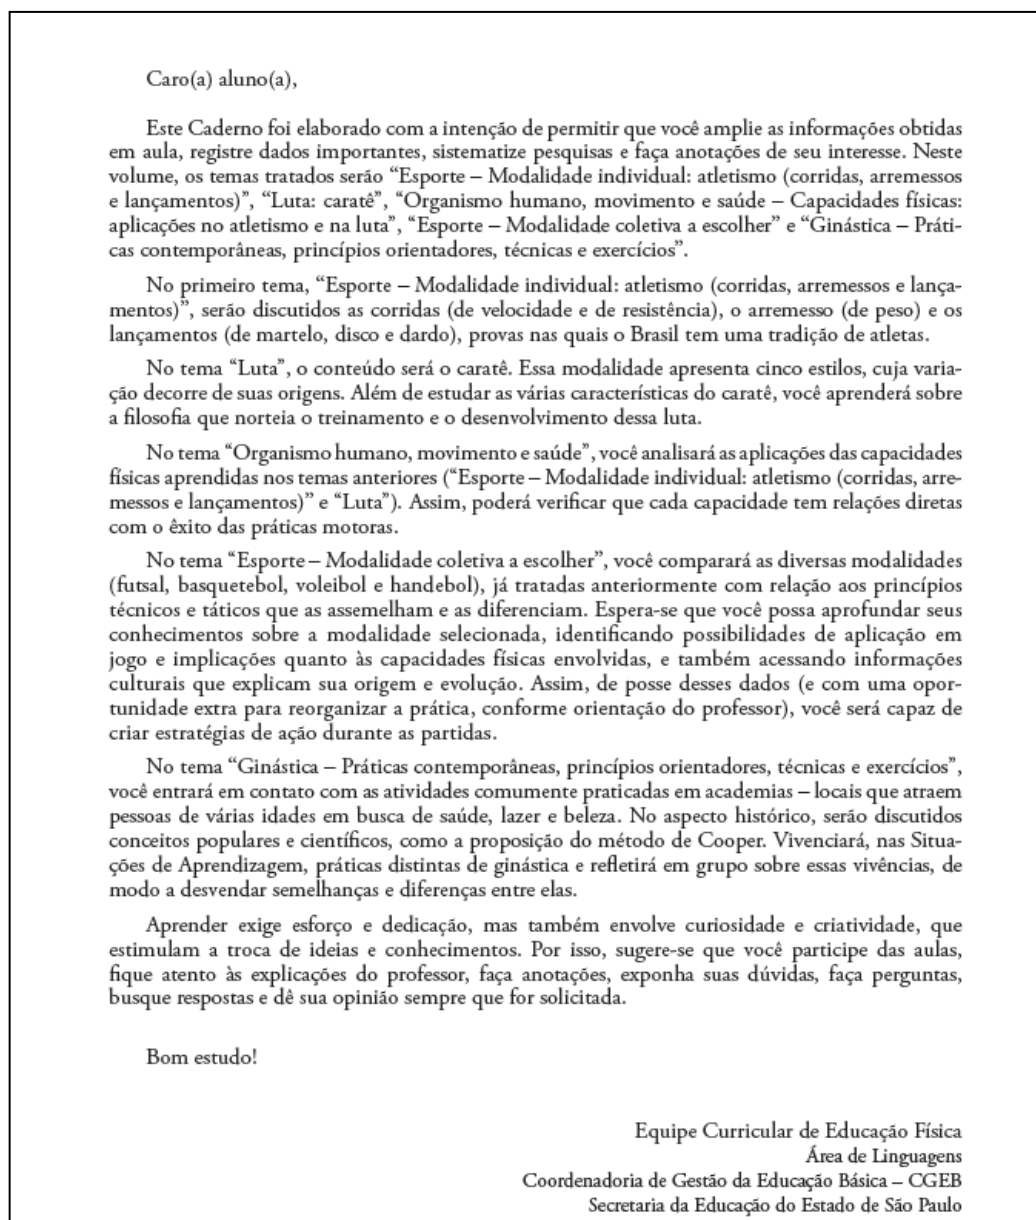 Caro(a) aluno(a),
Este Caderno foi elaborado com a intenção de permitir que você amplie as informações obtidas
em aula, registre dados importantes, sistematize pesquisas e faça anotações de seu interesse. Neste
volume, os temas tratados serão “Esporte – Modalidade individual: atletismo (corridas, arremessos
e lançamentos)”, “Luta: caratê”, “Organismo humano, movimento e saúde – Capacidades físicas:
aplicações no atletismo e na luta”, “Esporte – Modalidade coletiva a escolher” e “Ginástica – Práti-
cas contemporâneas, princípios orientadores, técnicas e exercícios”.
No primeiro tema, “Esporte – Modalidade individual: atletismo (corridas, arremessos e lança-
mentos)”, serão discutidos as corridas (de velocidade e de resistência), o arremesso (de peso) e os
lançamentos (de martelo, disco e dardo), provas nas quais o Brasil tem uma tradição de atletas.
No tema “Luta”, o conteúdo será o caratê. Essa modalidade apresenta cinco estilos, cuja varia-
ção decorre de suas origens. Além de estudar as várias características do caratê, você aprenderá sobre
a filosofia que norteia o treinamento e o desenvolvimento dessa luta.
No tema “Organismo humano, movimento e saúde”, você analisará as aplicações das capacidades
físicas aprendidas nos temas anteriores (“Esporte – Modalidade individual: atletismo (corridas, arre-
messos e lançamentos)” e “Luta”). Assim, poderá verificar que cada capacidade tem relações diretas
com o êxito das práticas motoras.
No tema “Esporte – Modalidade coletiva a escolher”, você comparará as diversas modalidades
(futsal, basquetebol, voleibol e handebol), já tratadas anteriormente com relação aos princípios
técnicos e táticos que as assemelham e as diferenciam. Espera-se que você possa aprofundar seus
conhecimentos sobre a modalidade selecionada, identificando possibilidades de aplicação em
jogo e implicações quanto às capacidades físicas envolvidas, e também acessando informações
culturais que explicam sua origem e evolução. Assim, de posse desses dados (e com uma opor-
tunidade extra para reorganizar a prática, conforme orientação do professor), você será capaz de
criar estratégias de ação durante as partidas.
No tema “Ginástica – Práticas contemporâneas, princípios orientadores, técnicas e exercícios”,
você entrará em contato com as atividades comumente praticadas em academias – locais que atraem
pessoas de várias idades em busca de saúde, lazer e beleza. No aspecto histórico, serão discutidos
conceitos populares e científicos, como a proposição do método de Cooper. Vivenciará, nas Situa-
ções de Aprendizagem, práticas distintas de ginástica e refletirá em grupo sobre essas vivências, de
modo a desvendar semelhanças e diferenças entre elas.
Aprender exige esforço e dedicação, mas também envolve curiosidade e criatividade, que
estimulam a troca de ideias e conhecimentos. Por isso, sugere-se que você participe das aulas,
fique atento às explicações do professor, faça anotações, exponha suas dúvidas, faça perguntas,
busque respostas e dê sua opinião sempre que for solicitada.
Bom estudo!
Equipe Curricular de Educação Física
Área de Linguagens
Coordenadoria de Gestão da Educação Básica – CGEB
Secretaria da Educação do Estado de São Paulo